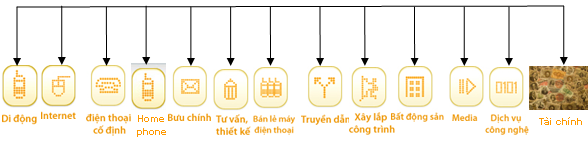 Di động
Internet
điện thoại
cố định
Home
phone
Bưu chính
Tư vấn,
thiết kế
Bán lẻ máy
điện thoại
Truyền dẫn
Xây lắp
công trình
Bất động sản
Media
Dịch vụ
công nghệ
0101
Tài chính